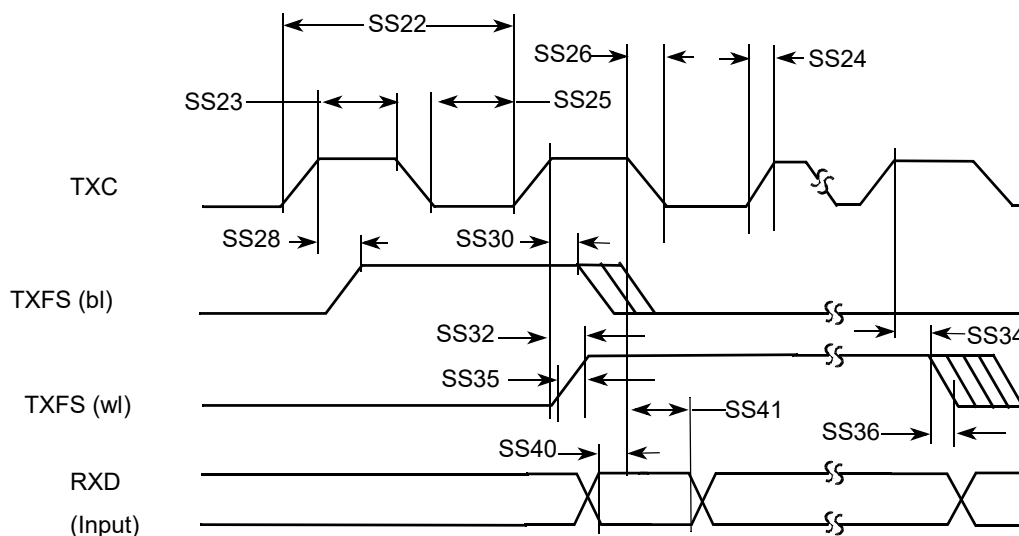 SS22
SS26
SS24
SS23
SS25
TXC
SS28
SS30
TXFS (bl)
SS32
SS34
SS35
TXFS (wl)
SS41
SS36
SS40
RXD
(Input)